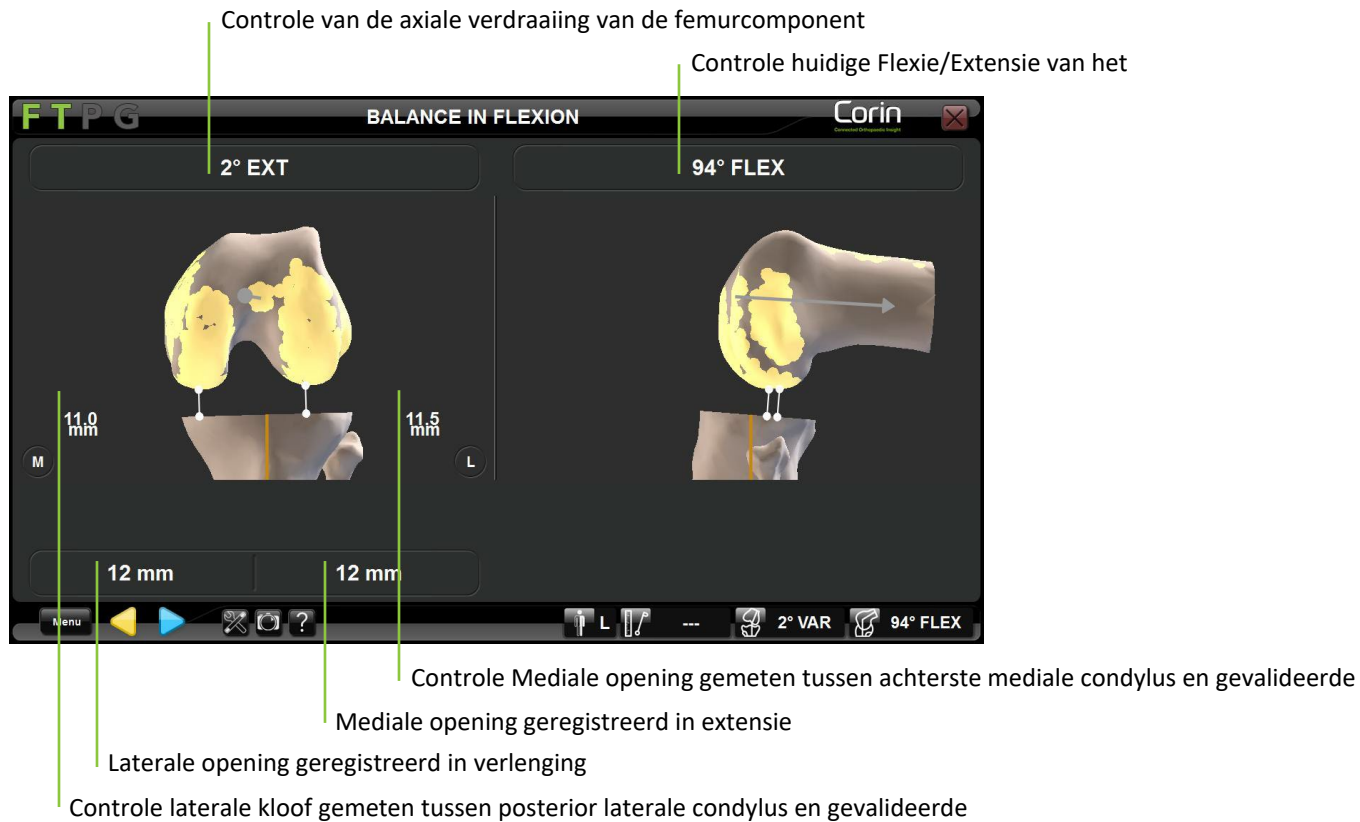 Controle van de axiale verdraaiing van de femurcomponent
Controle huidige Flexie/Extensie van het
F T P G
BALANCE IN FLEXION
Corin
Connected Orthopaedic Insight
2° EXT
94° FLEX
11.0
mm
11.5
mm
M
L
12 mm
12 mm
Menu
?
L
---
2° VAR
94° FLEX
Controle Mediale opening gemeten tussen achterste mediale condylus en gevalideerde
Mediale opening geregistreerd in extensie
Laterale opening geregistreerd in verlenging
Controle laterale kloof gemeten tussen posterior laterale condylus en gevalideerde